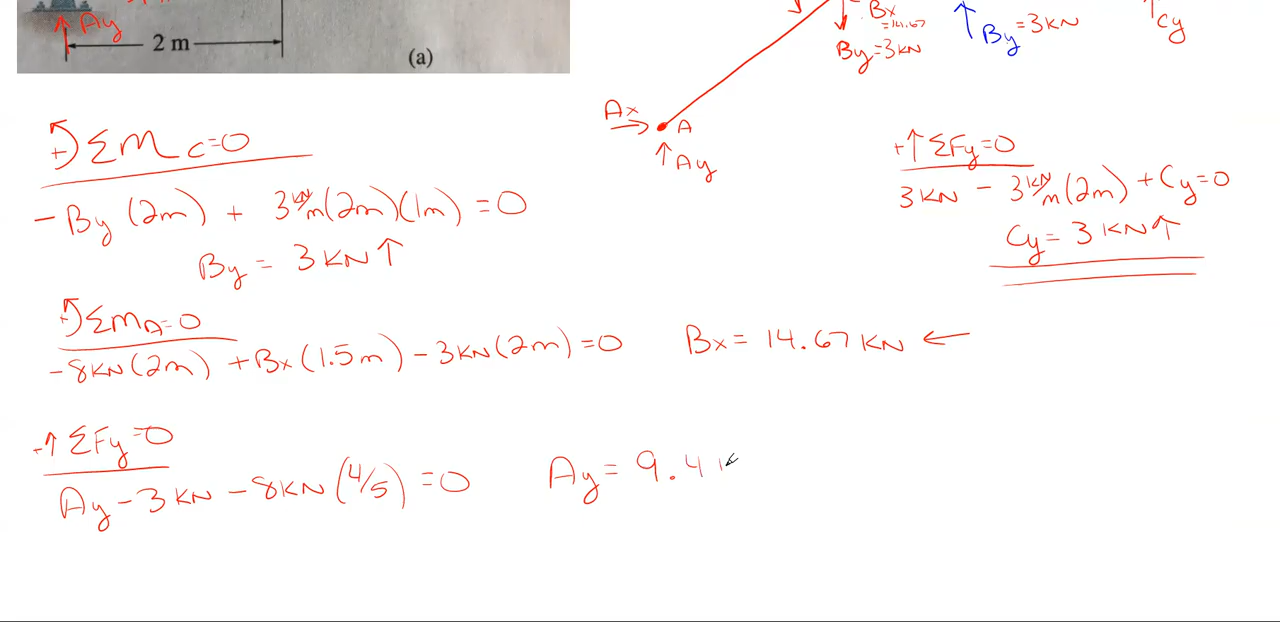 Ay
2 m
(a)
Bx
=14.67
By=3KN
By=3KN
Cy
Ax
A
Ay
+ΣMC=0
-By(2m) + 3KN/m(2m)(1m)=0
By = 3KN↑
+↑ΣFy=0
3KN - 3KN/m(2m)+Cy=0
Cy= 3KN↑
+ΣMA=0
-8KN(2m) +Bx(1.5m) -3KN(2m)=0
Bx= 14.67KN ←
+↑ΣFy=0
Ay-3KN-8KN(4/5)=0
Ay= 9.4